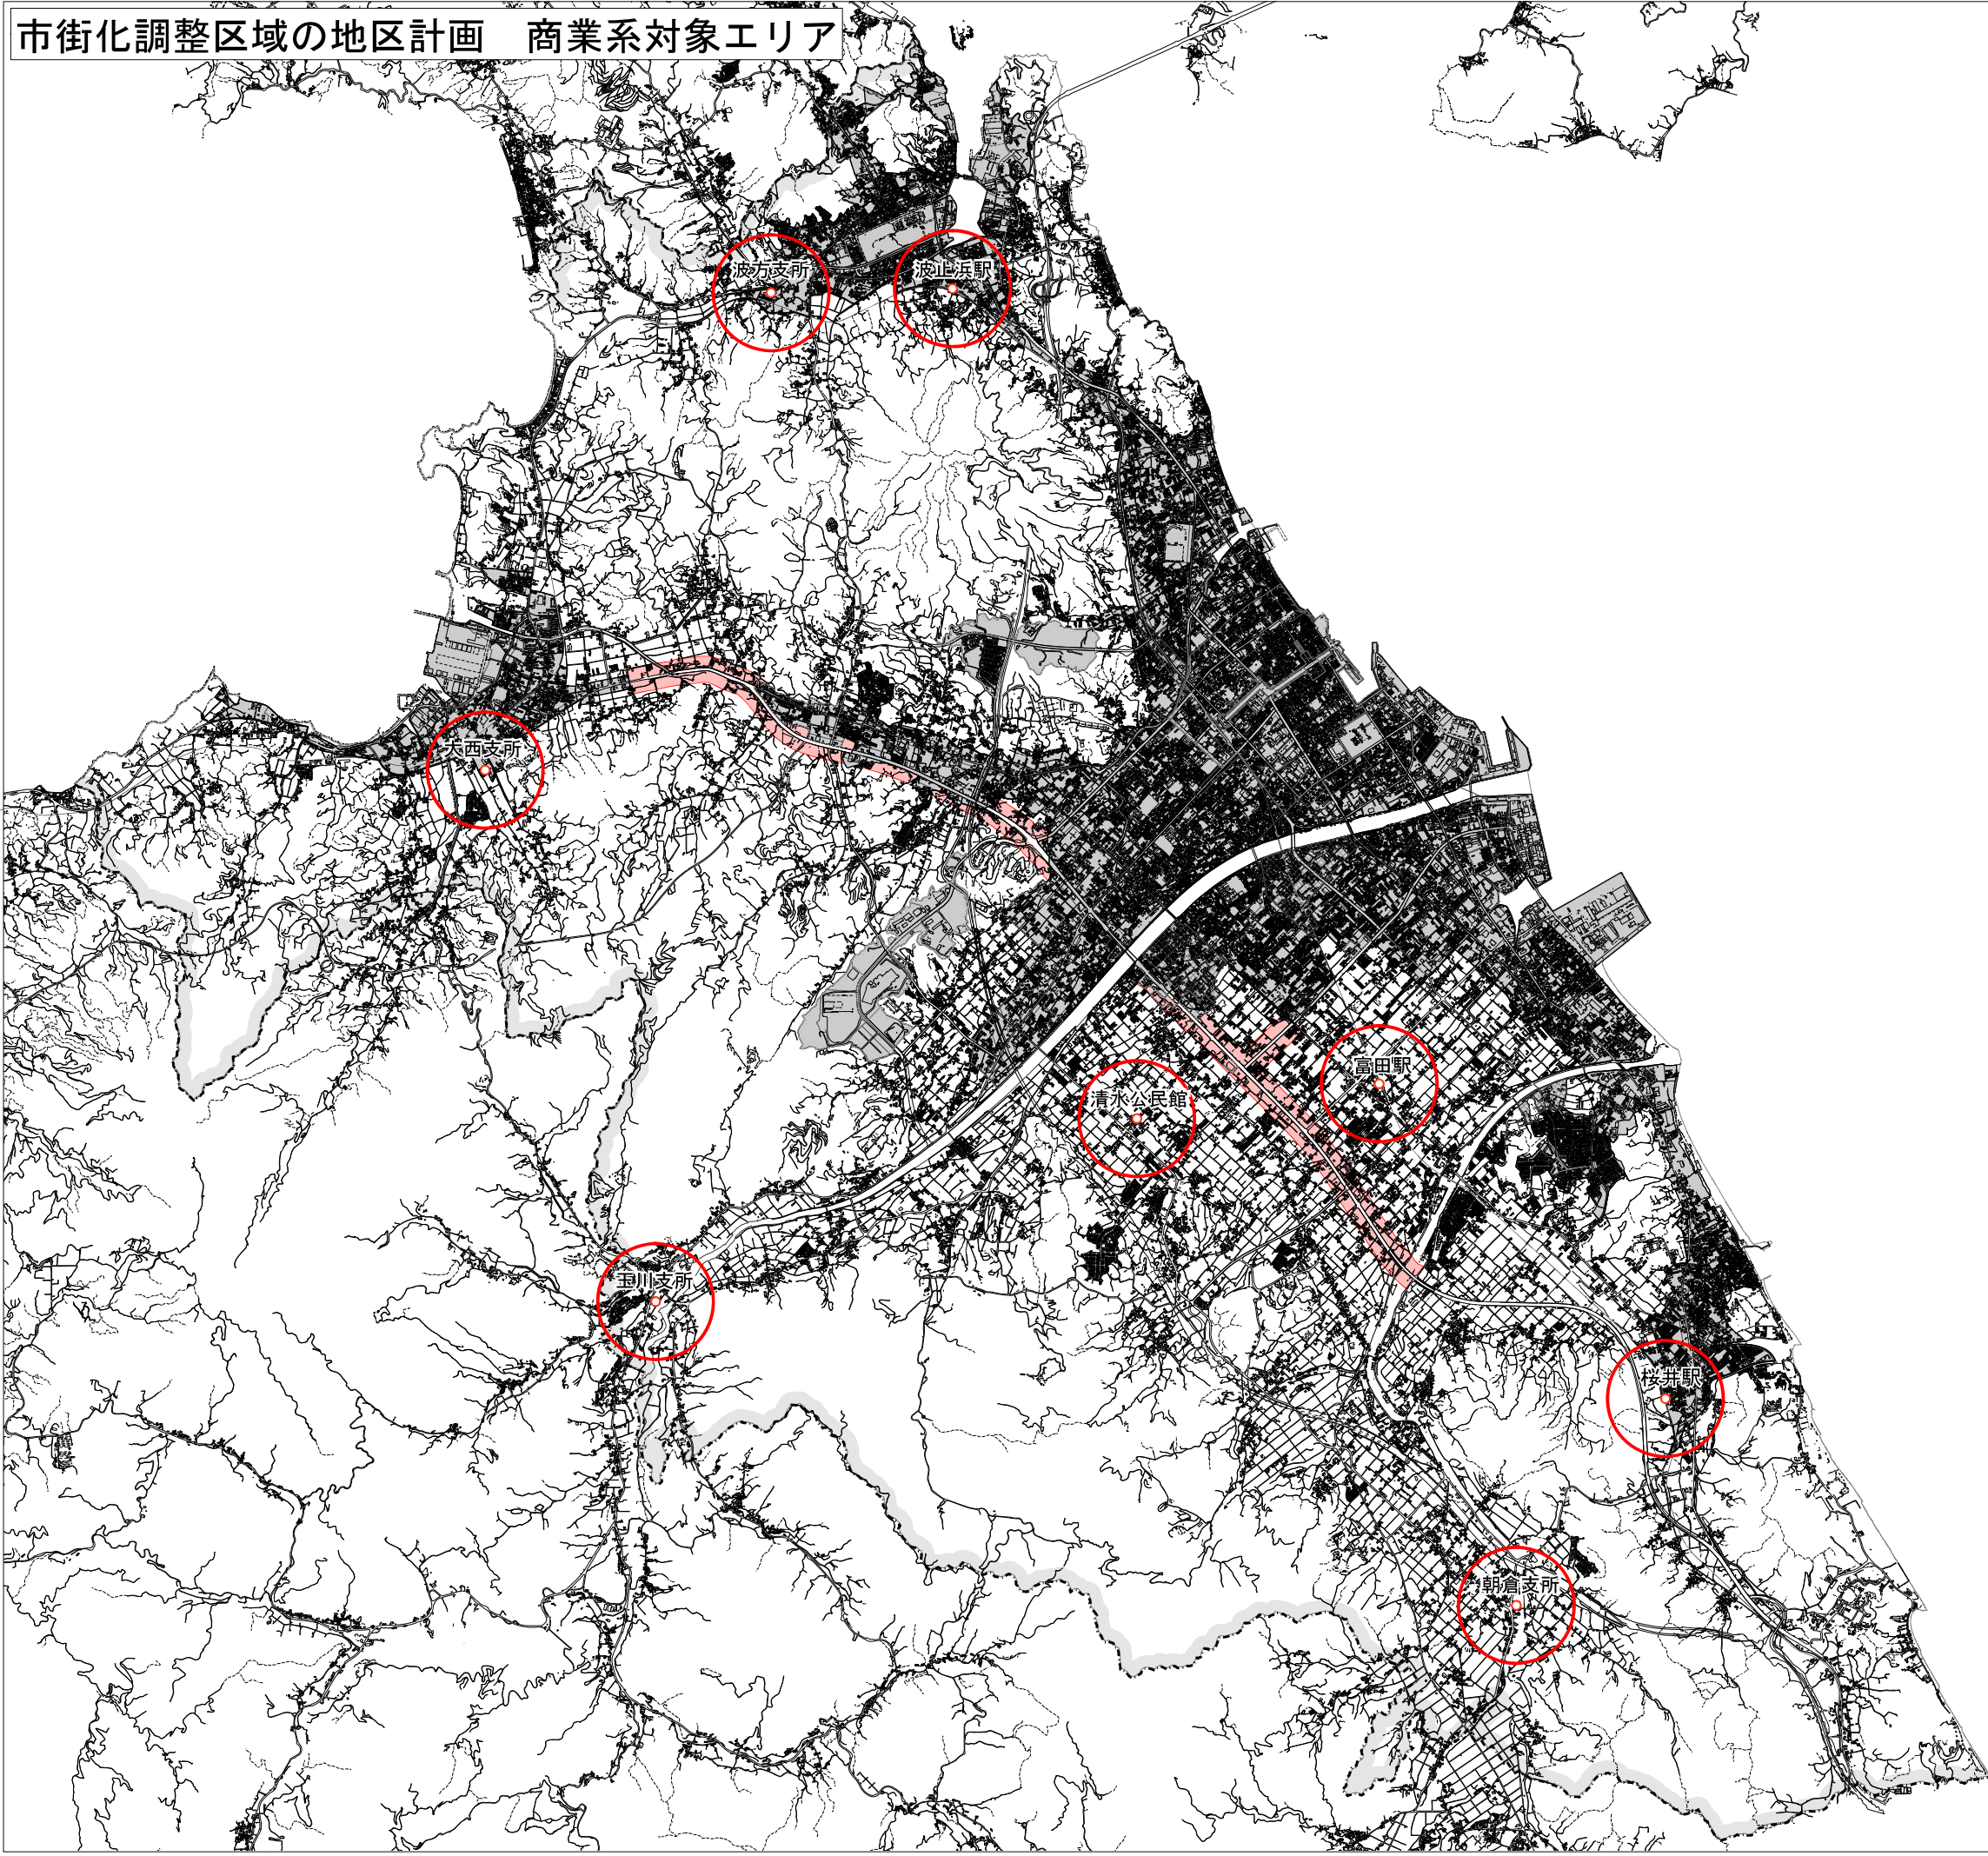 市街化調整区域の地区計画　商業系対象エリア
波方支所
波止浜駅
大西支所
富田駅
清水公民館
玉川支所
桜井駅
朝倉支所